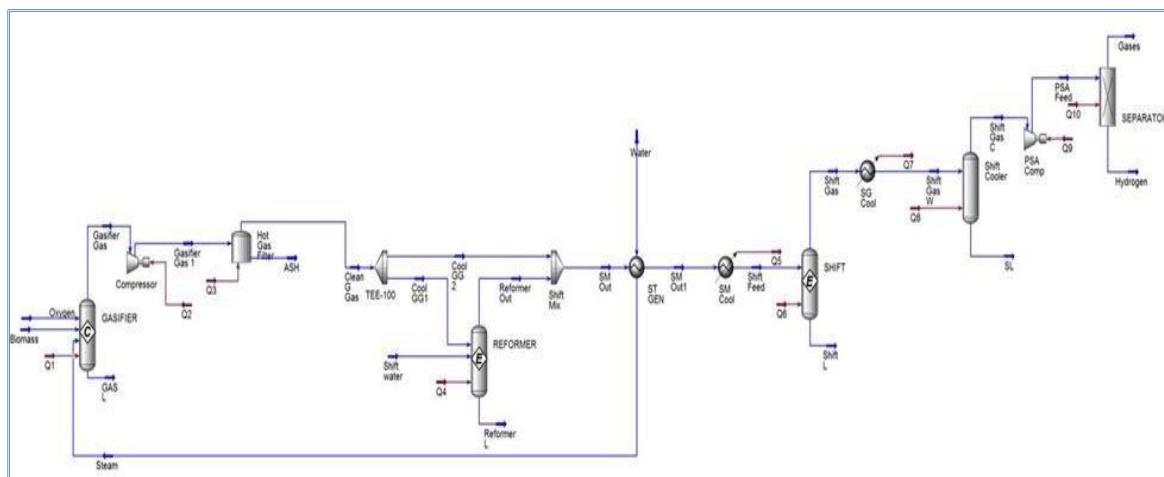 Gases
PSA
Feed
Q10
SEPARATOR
Shift
Gas
C
PSA
Comp
Q9
Hydrogen
Water
Shift
Gas
SG
Cool
Q7
Shift
Gas
W
Shift
Cooler
Q8
SL
Gasifier
Gas
Gasifier
Gas 1
Compressor
Q2
Hot
Gas
Filter
ASH
Q3
Clean
G
Gas
TEE-100
Cool
GG
2
Cool
GG1
Reformer
Out
Shift
Mix
SM
Out
ST
GEN
SM
Out1
SM
Cool
Q5
Shift
Feed
SHIFT
E
Q6
Shift
L
Oxygen
GASIFIER
C
Biomass
Q1
GAS
L
REFORMER
E
Shift
water
Q4
Reformer
L
Steam